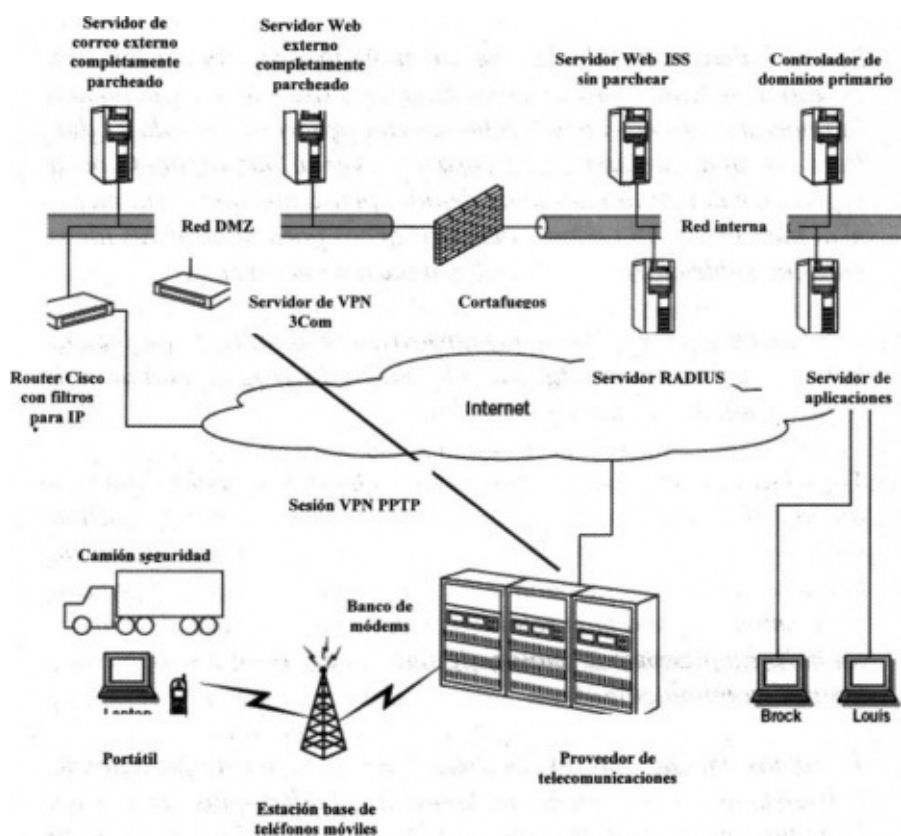 Servidor de
correo externo
completamente
parcheado
Servidor Web
externo
completamente
parcheado
Servidor Web ISS
sin parchear
Controlador de
dominios primario
Red DMZ
Red interna
Servidor de VPN
3Com
Cortafuegos
Router Cisco
con filtros
para IP
Internet
Servidor RADIUS
Servidor de
aplicaciones
Sesión VPN PPTP
Camión seguridad
Banco de
módems
Portátil
Estación base de
teléfonos móviles
Proveedor de
telecomunicaciones
Brock
Louis